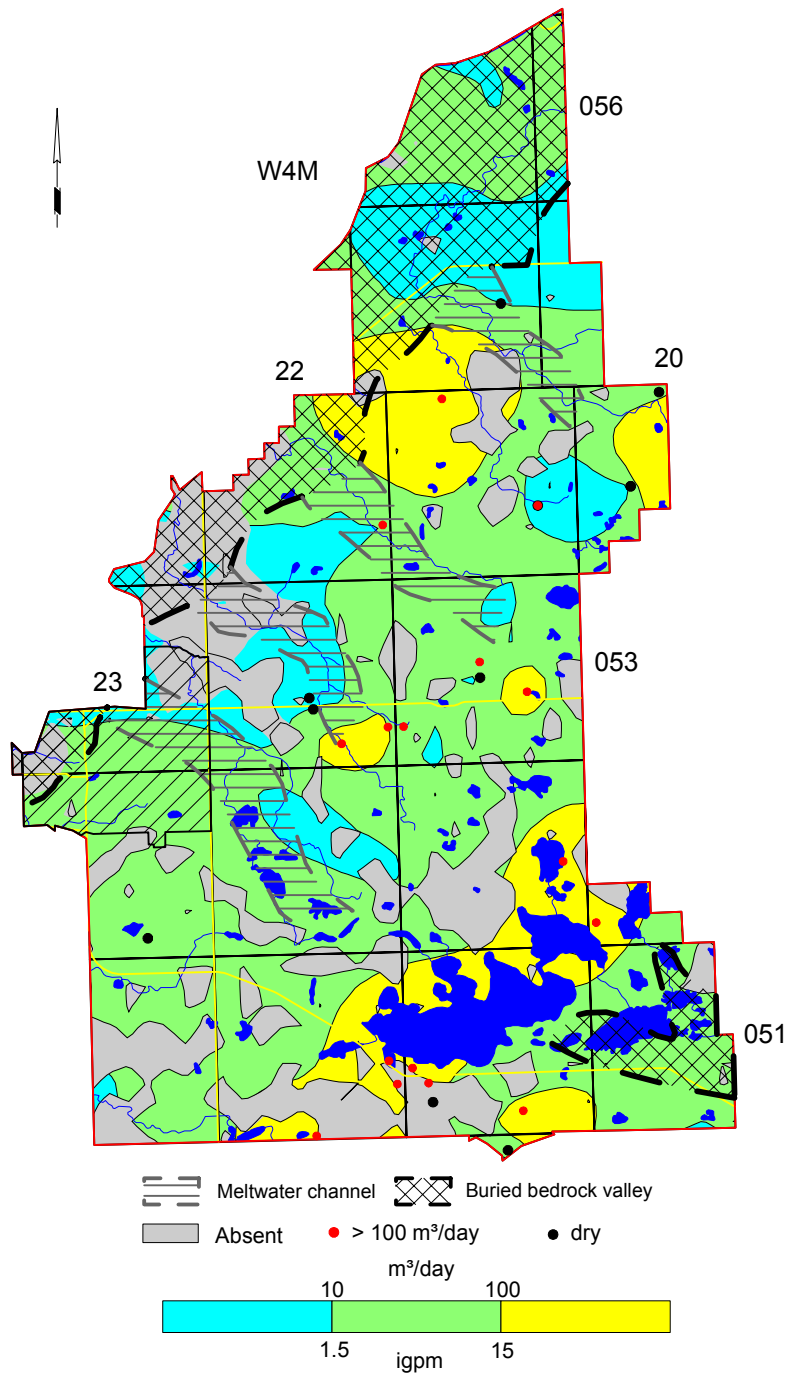 056
W4M
20
22
053
23
051
Meltwater channel
Buried bedrock valley
Absent
> 100 m³/day
dry
m³/day
10
100
1.5
15
igpm